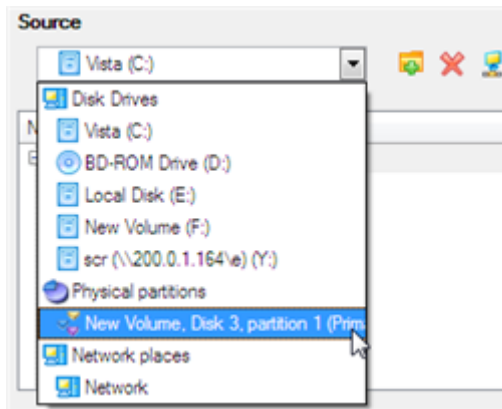 Source
Vista (C:)
Disk Drives
Vista (C:)
BD-ROM Drive (D:)
Local Disk (E:)
New Volume (F:)
scr (\\200.0.1.164\e) (Y:)
Physical partitions
New Volume, Disk 3, partition 1 (Prim
Network places
Network